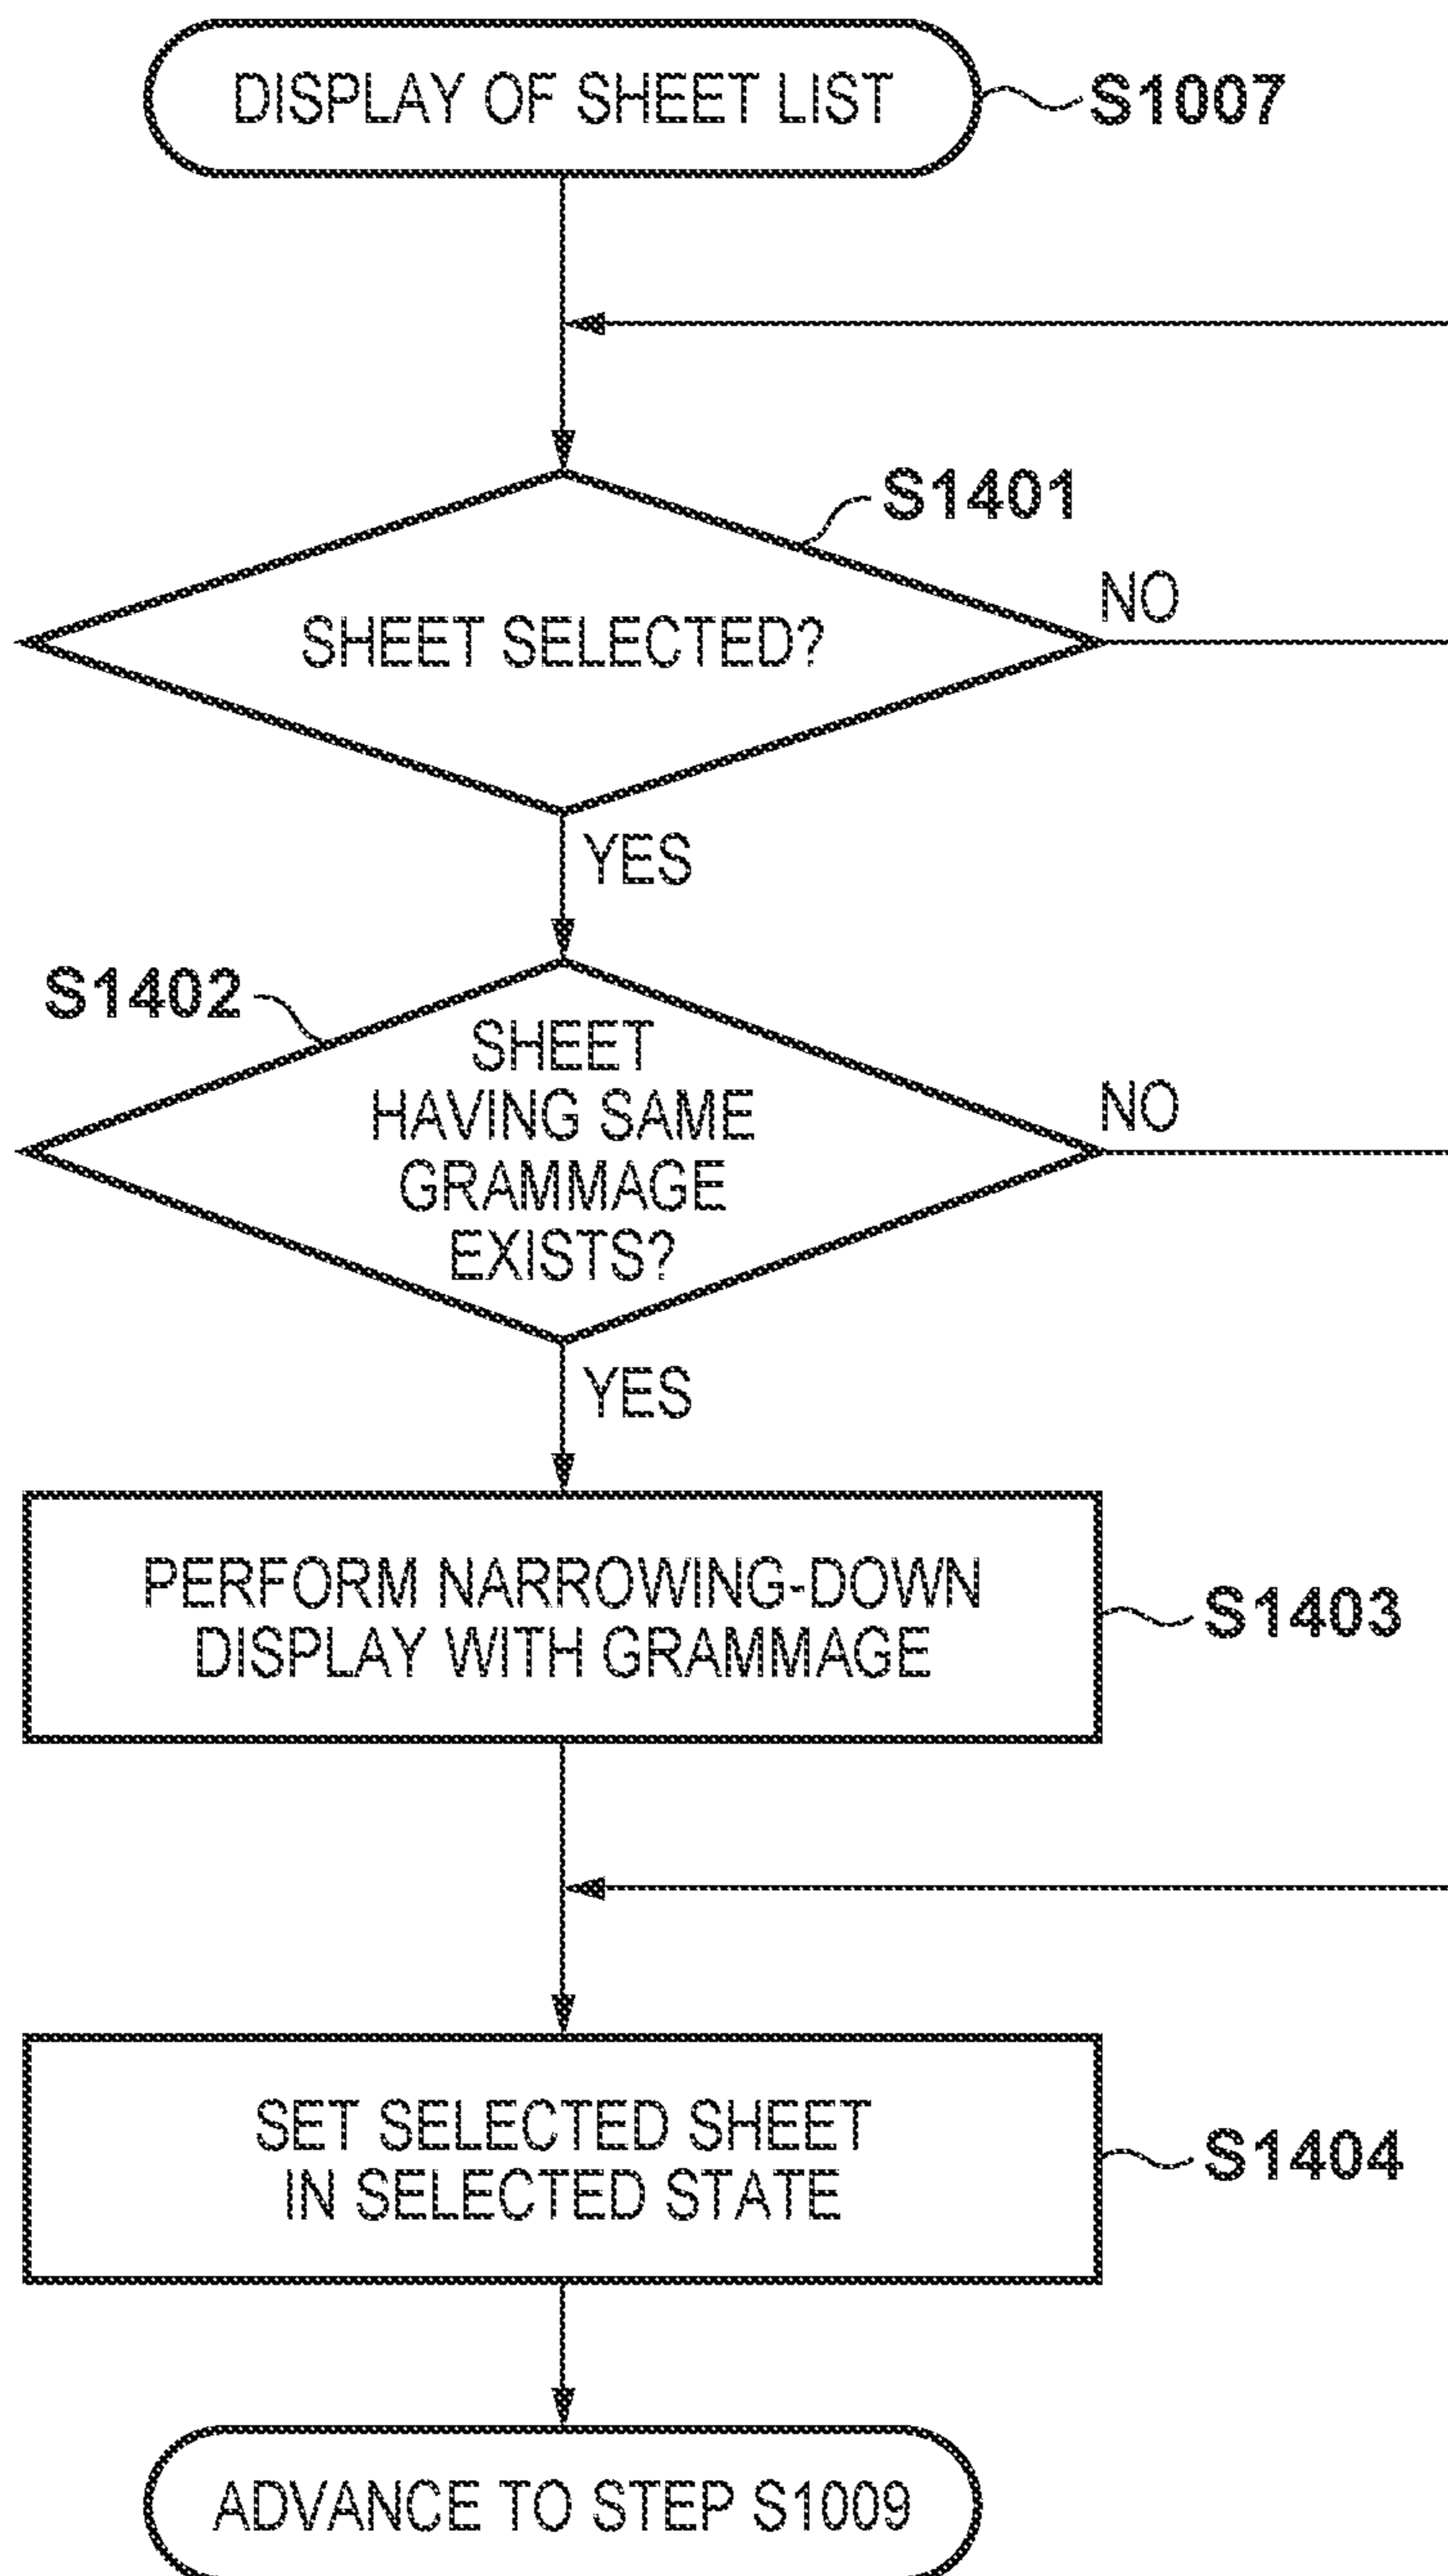 DISPLAY OF SHEET LIST
S1007
S1401
NO
SHEET SELECTED?
YES
S1402
SHEET
HAVING SAME
GRAMMAGE
EXISTS?
NO
YES
PERFORM NARROWING-DOWN
DISPLAY WITH GRAMMAGE
S1403
SET SELECTED SHEET
IN SELECTED STATE
S1404
ADVANCE TO STEP S1009